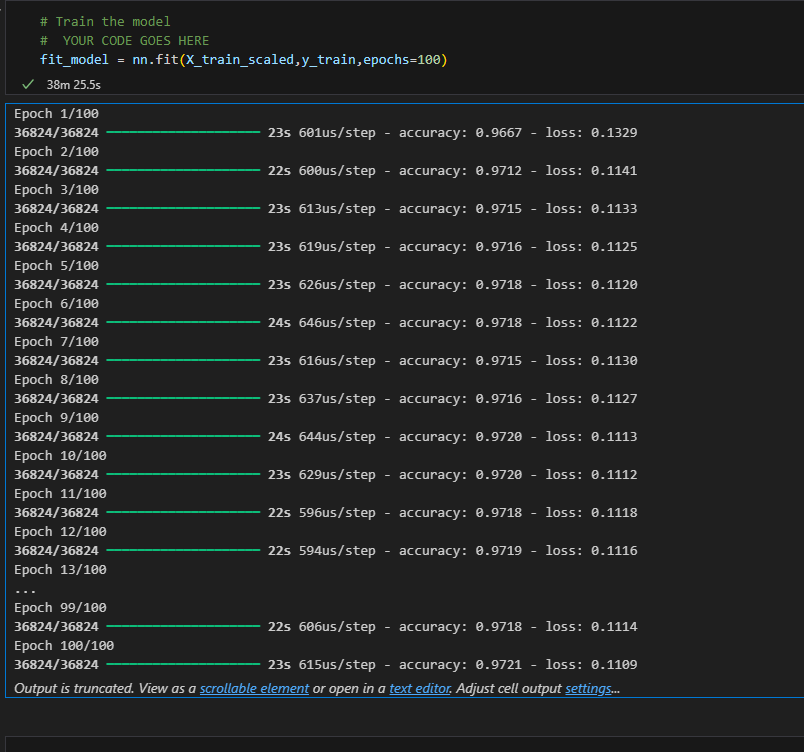 # Train the model
#  YOUR CODE GOES HERE
fit_model = nn.fit(X_train_scaled,y_train,epochs=100)
38m 25.5s
Epoch 1/100
36824/36824 23s 601us/step - accuracy: 0.9667 - loss: 0.1329
Epoch 2/100
36824/36824 22s 600us/step - accuracy: 0.9712 - loss: 0.1141
Epoch 3/100
36824/36824 23s 613us/step - accuracy: 0.9715 - loss: 0.1133
Epoch 4/100
36824/36824 23s 619us/step - accuracy: 0.9716 - loss: 0.1125
Epoch 5/100
36824/36824 23s 626us/step - accuracy: 0.9718 - loss: 0.1120
Epoch 6/100
36824/36824 24s 646us/step - accuracy: 0.9718 - loss: 0.1122
Epoch 7/100
36824/36824 23s 616us/step - accuracy: 0.9715 - loss: 0.1130
Epoch 8/100
36824/36824 23s 637us/step - accuracy: 0.9716 - loss: 0.1127
Epoch 9/100
36824/36824 24s 644us/step - accuracy: 0.9720 - loss: 0.1113
Epoch 10/100
36824/36824 23s 629us/step - accuracy: 0.9720 - loss: 0.1112
Epoch 11/100
36824/36824 22s 596us/step - accuracy: 0.9718 - loss: 0.1118
Epoch 12/100
36824/36824 22s 594us/step - accuracy: 0.9719 - loss: 0.1116
Epoch 13/100
...
Epoch 99/100
36824/36824 22s 606us/step - accuracy: 0.9718 - loss: 0.1114
Epoch 100/100
36824/36824 23s 615us/step - accuracy: 0.9721 - loss: 0.1109
Output is truncated. View as a scrollable element or open in a text editor. Adjust cell output settings...